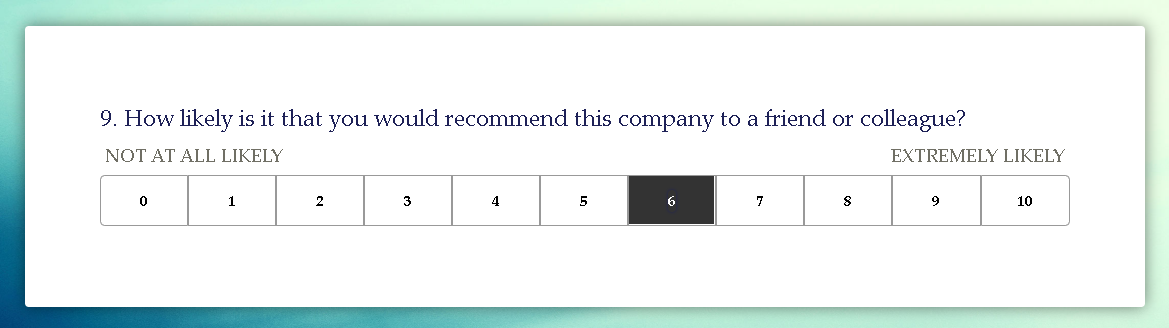 9. How likely is it that you would recommend this company to a friend or colleague?
NOT AT ALL LIKELY EXTREMELY LIKELY
0 1 2 3 4 5 6 7 8 9 10